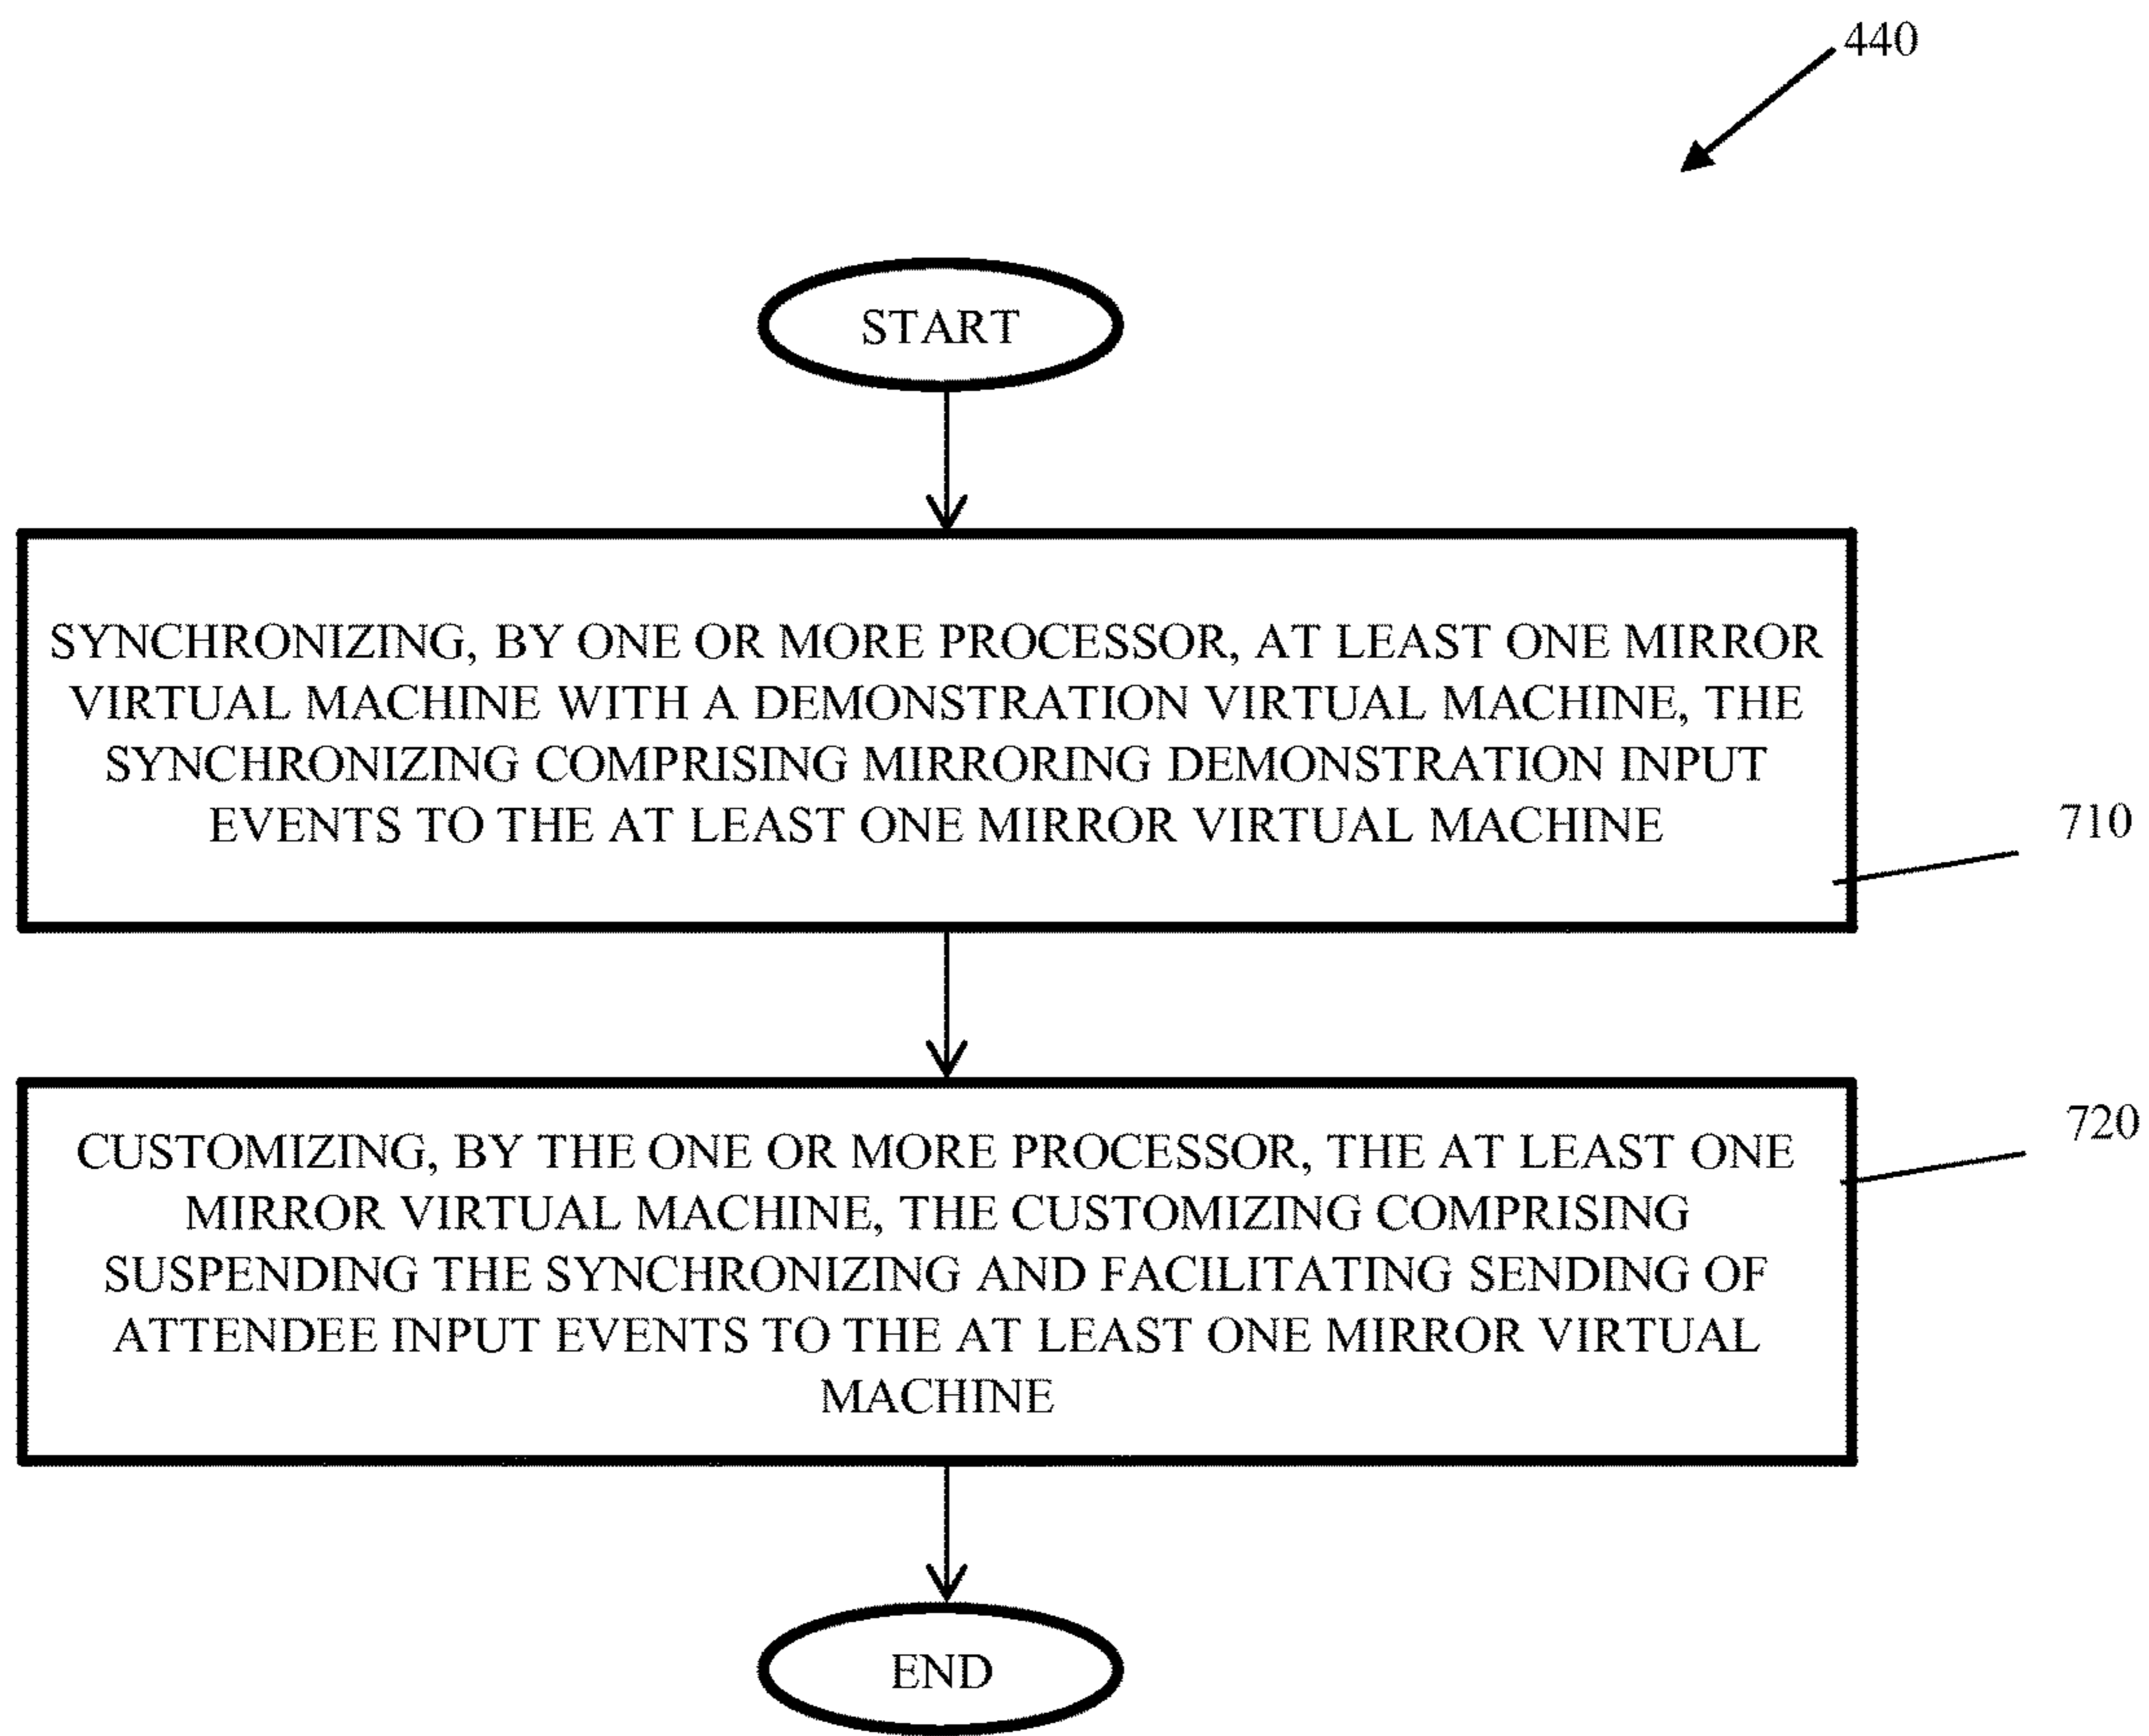 440
START
SYNCHRONIZING, BY ONE OR MORE PROCESSOR, AT LEAST ONE MIRROR
VIRTUAL MACHINE WITH A DEMONSTRATION VIRTUAL MACHINE, THE
SYNCHRONIZING COMPRISING MIRRORING DEMONSTRATION INPUT
EVENTS TO THE AT LEAST ONE MIRROR VIRTUAL MACHINE
710
CUSTOMIZING, BY THE ONE OR MORE PROCESSOR, THE AT LEAST ONE
MIRROR VIRTUAL MACHINE, THE CUSTOMIZING COMPRISING
SUSPENDING THE SYNCHRONIZING AND FACILITATING SENDING OF
ATTENDEE INPUT EVENTS TO THE AT LEAST ONE MIRROR VIRTUAL
MACHINE
720
END